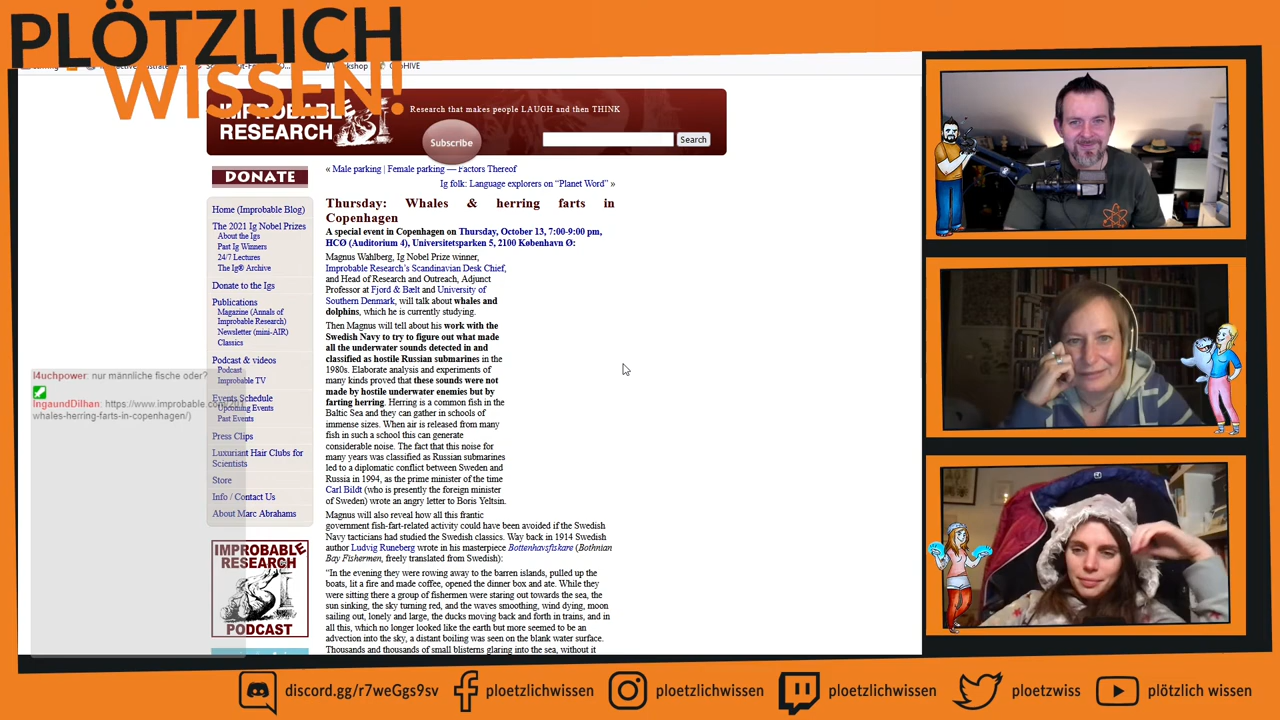 PLÖTZLICH
WISSEN!
IMPROBABLE
RESEARCH
Research that makes people LAUGH and then THINK
Subscribe
Search
DONATE
Home (Improbable Blog)
The 2021 Ig Nobel Prizes
About the Igs
Past Ig Winners
24/7 Lectures
The Ig® Archive
Donate to the Igs
Publications
Magazine (Annals of
Improbable Research)
Newsletter (mini-AIR)
Classics
Podcast & videos
Podcast
Improbable TV
Events Schedule
Upcoming Events
Past Events
Press Clips
Luxuriant Hair Clubs for
Scientists
Store
Info / Contact Us
About Marc Abrahams
IMPROBABLE
RESEARCH
PODCAST
l4uchpower: nur männliche fische oder?
IngaundDilhan: https://www.improbable.com/201
whales-herring-farts-in-copenhagen/)
« Male parking | Female parking — Factors Thereof
Ig folk: Language explorers on “Planet Word” »
Thursday: Whales & herring farts in
Copenhagen
A special event in Copenhagen on Thursday, October 13, 7:00-9:00 pm,
HCØ (Auditorium 4), Universitetsparken 5, 2100 København Ø:
Magnus Wahlberg, Ig Nobel Prize winner,
Improbable Research’s Scandinavian Desk Chief,
and Head of Research and Outreach, Adjunct
Professor at Fjord & Bælt and University of
Southern Denmark, will talk about whales and
dolphins, which he is currently studying.
Then Magnus will tell about his work with the
Swedish Navy to try to figure out what made
all the underwater sounds detected in and
classified as hostile Russian submarines in the
1980s. Elaborate analysis and experiments of
many kinds proved that these sounds were not
made by hostile underwater enemies but by
farting herring. Herring is a common fish in the
Baltic Sea and they can gather in schools of
immense sizes. When air is released from many
fish in such a school this can generate
considerable noise. The fact that this noise for
many years was classified as Russian submarines
led to a diplomatic conflict between Sweden and
Russia in 1994, as the prime minister of the time
Carl Bildt (who is presently the foreign minister
of Sweden) wrote an angry letter to Boris Yeltsin.
Magnus will also reveal how all this frantic
government fish-fart-related activity could have been avoided if the Swedish
Navy tacticians had studied the Swedish classics. Way back in 1914 Swedish
author Ludvig Runeberg wrote in his masterpiece Bottenhavsfiskare (Bothnian
Bay Fishermen, freely translated from Swedish):
“In the evening they were rowing away to the barren islands, pulled up the
boats, lit a fire and made coffee, opened the dinner box and ate. While they
were sitting there a group of fishermen were staring out towards the sea, the
sun sinking, the sky turning red, and the waves smoothing, wind dying, moon
sailing out, lonely and large, the ducks moving back and forth in trains, and in
all this, which no longer looked like the earth but more seemed to be an
advection into the sky, a distant boiling was seen on the blank water surface.
Thousands and thousands of small blisterns glaring into the sea, without it
discord.gg/r7weGgs9sv
ploetzlichwissen
ploetzlichwissen
ploetzlichwissen
ploetzwiss
plötzlich wissen